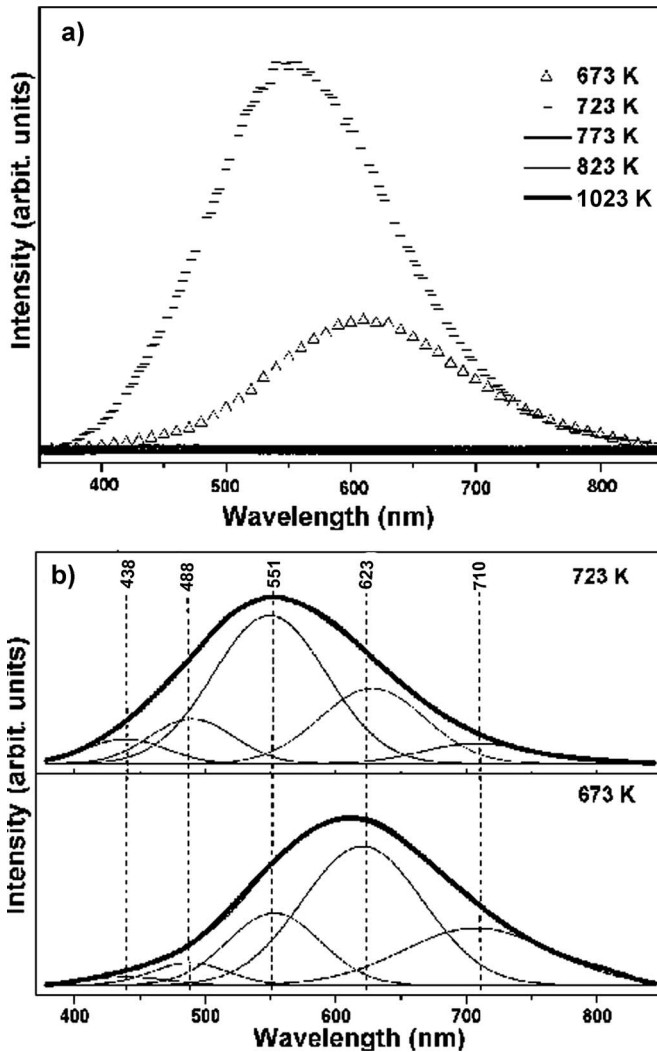 a)
673 K
723 K
773 K
823 K
1023 K
Intensity (arbit. units)
400 500 600 700 800
Wavelength (nm)
b)
438 488 551 623 710
723 K
673 K
Intensity (arbit. units)
400 500 600 700 800
Wavelength (nm)